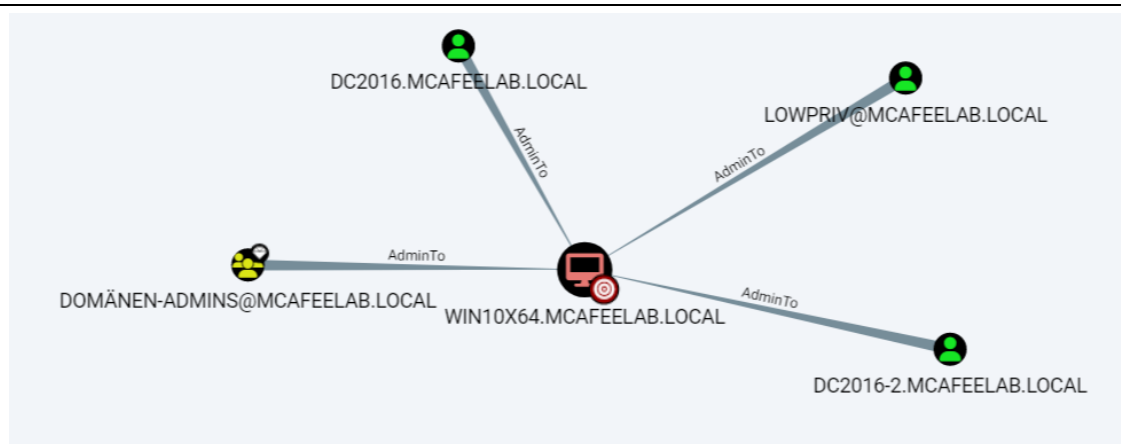 DC2016.MCAFEELAB.LOCAL
LOWPRIV@MCAFEELAB.LOCAL
AdminTo
AdminTo
AdminTo
DOMÄNEN-ADMINS@MCAFEELAB.LOCAL
WIN10X64.MCAFEELAB.LOCAL
AdminTo
DC2016-2.MCAFEELAB.LOCAL